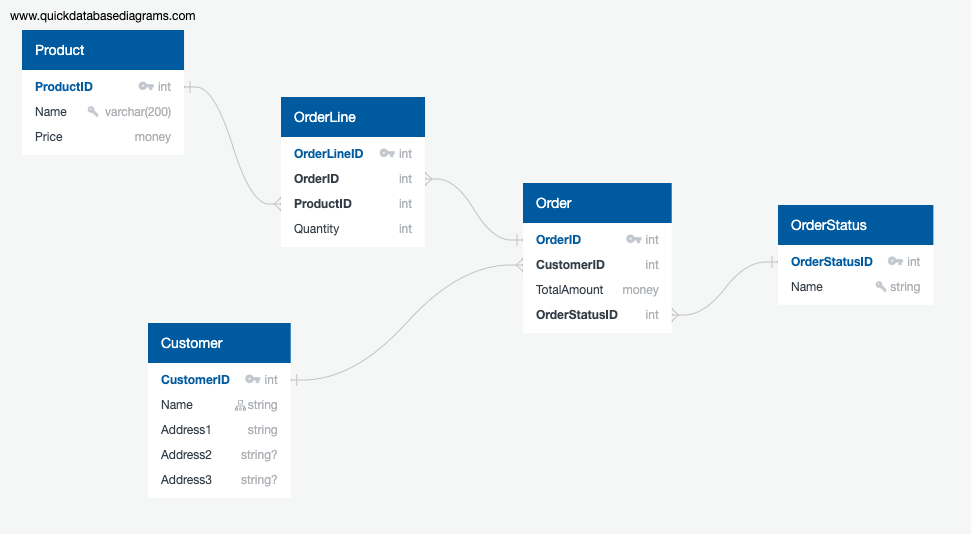 www.quickdatabasediagrams.com
Product
ProductID int
Name varchar(200)
Price money
OrderLine
OrderLineID int
OrderID int
ProductID int
Quantity int
Order
OrderID int
CustomerID int
TotalAmount money
OrderStatusID int
OrderStatus
OrderStatusID int
Name string
Customer
CustomerID int
Name string
Address1 string
Address2 string?
Address3 string?